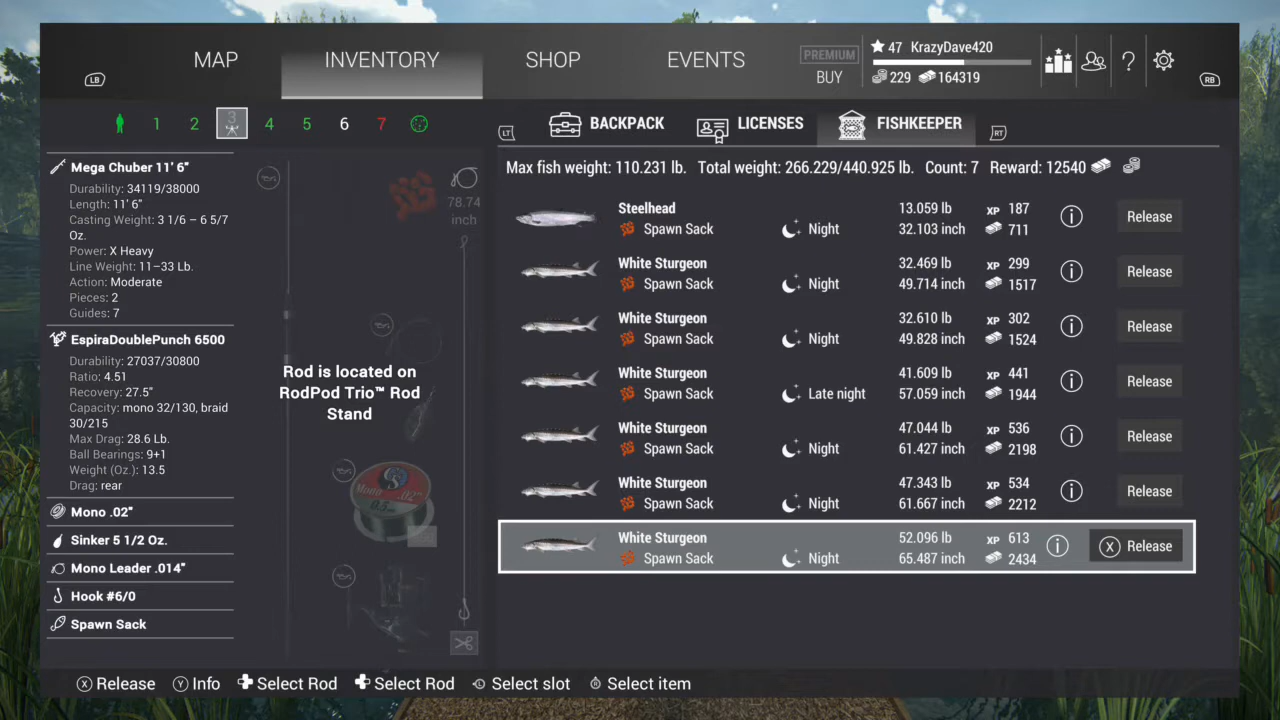 MAP
INVENTORY
SHOP
EVENTS
PREMIUM
BUY
47 KrazyDave420
229 164319
LB
RB
1 2 3 4 5 6 7
LT
BACKPACK
LICENSES
FISHKEEPER
RT
Mega Chuber 11' 6"
Durability: 34119/38000
Length: 11' 6"
Casting Weight: 3 1/6 – 6 5/7
Oz.
Power: X Heavy
Line Weight: 11–33 Lb.
Action: Moderate
Pieces: 2
Guides: 7
EspiraDoublePunch 6500
Durability: 27037/30800
Ratio: 4.51
Recovery: 27.5"
Capacity: mono 32/130, braid
30/215
Max Drag: 28.6 Lb.
Ball Bearings: 9+1
Weight (Oz.): 13.5
Drag: rear
Mono .02"
Sinker 5 1/2 Oz.
Mono Leader .014"
Hook #6/0
Spawn Sack
78.74
inch
Rod is located on
RodPod Trio™ Rod
Stand
Mono .02"
0.5mm
Max fish weight: 110.231 lb. Total weight: 266.229/440.925 lb. Count: 7 Reward: 12540
Steelhead 13.059 lb XP 187
Spawn Sack Night 32.103 inch 711
Release
White Sturgeon 32.469 lb XP 299
Spawn Sack Night 49.714 inch 1517
Release
White Sturgeon 32.610 lb XP 302
Spawn Sack Night 49.828 inch 1524
Release
White Sturgeon 41.609 lb XP 441
Spawn Sack Late night 57.059 inch 1944
Release
White Sturgeon 47.044 lb XP 536
Spawn Sack Night 61.427 inch 2198
Release
White Sturgeon 47.343 lb XP 534
Spawn Sack Night 61.667 inch 2212
Release
White Sturgeon 52.096 lb XP 613
Spawn Sack Night 65.487 inch 2434
X Release
X Release Y Info Select Rod Select Rod L Select slot R Select item